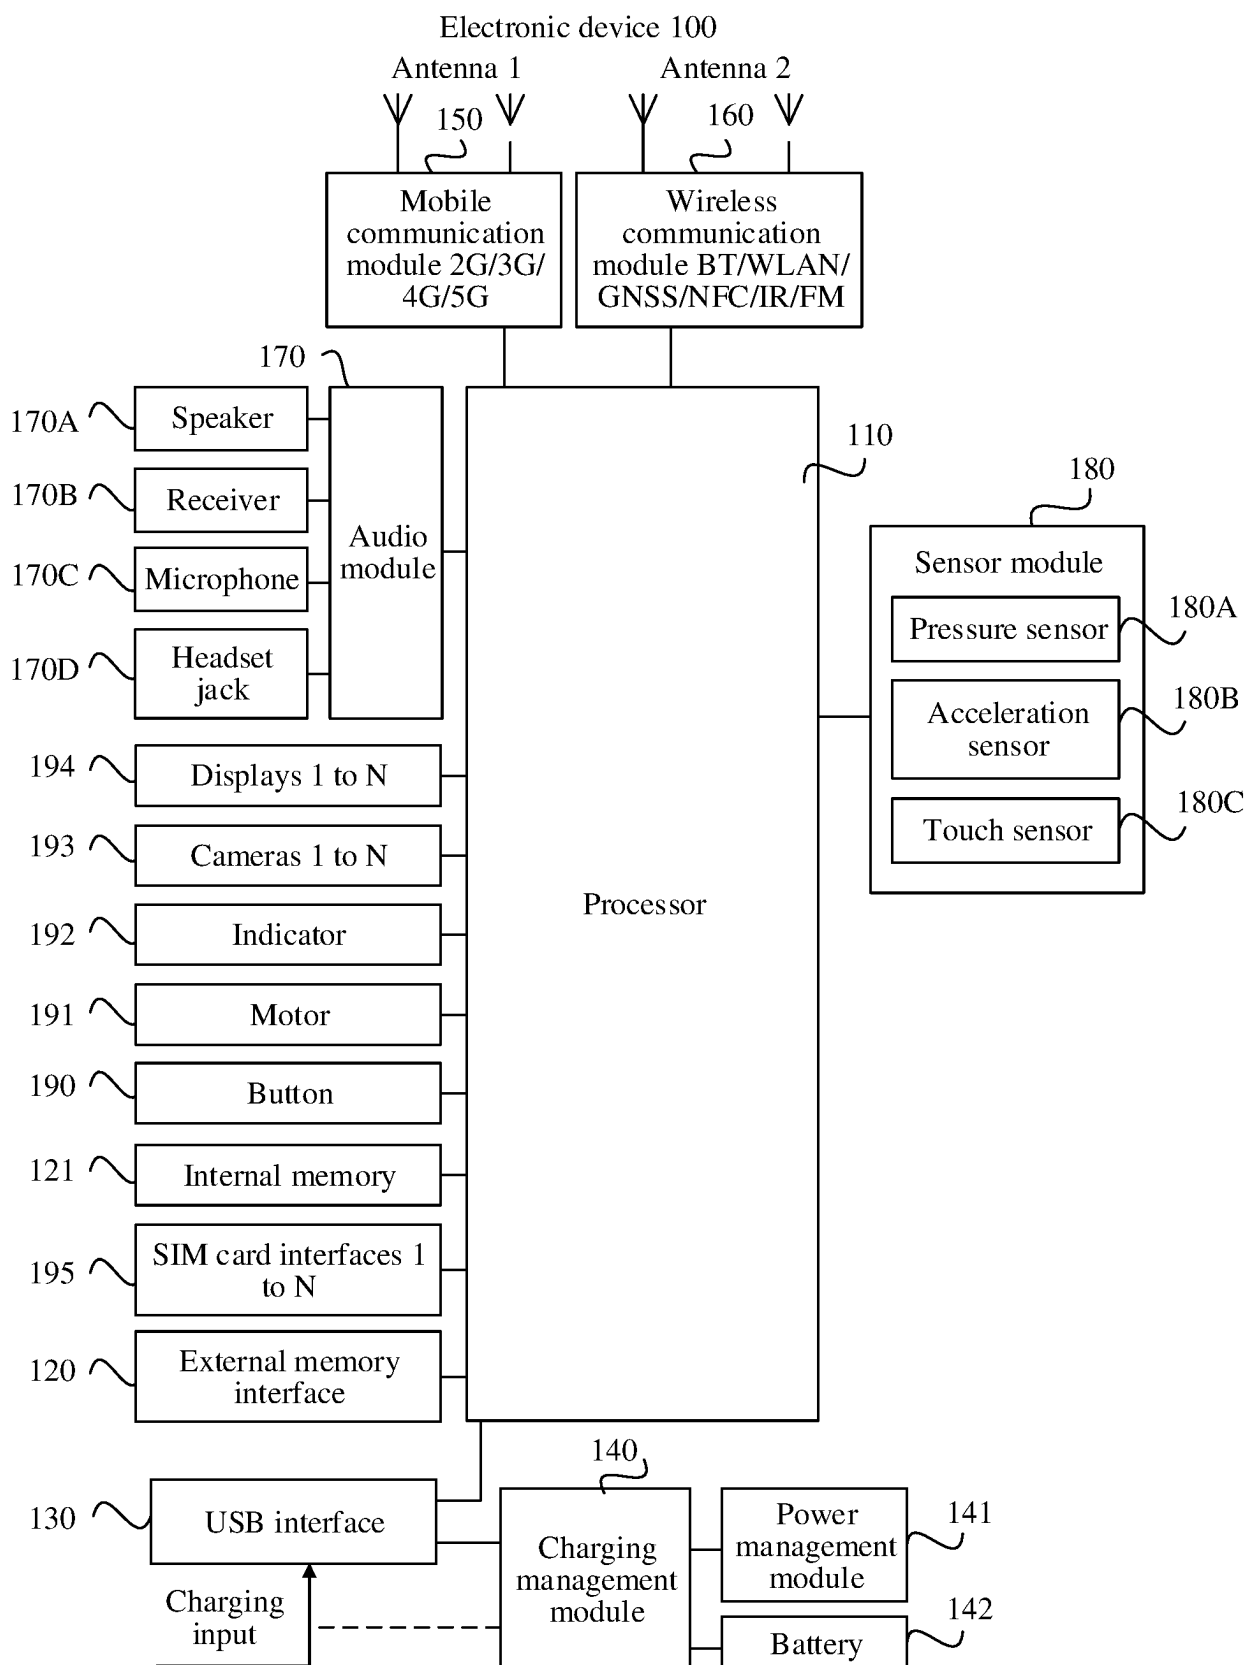 Electronic device 100
Antenna 1
Antenna 2
150
160
Mobile
communication
module 2G/3G/
4G/5G
Wireless
communication
module BT/WLAN/
GNSS/NFC/IR/FM
170
170A
Speaker
170B
Receiver
170C
Microphone
170D
Headset
jack
Audio
module
110
Processor
180
Sensor module
Pressure sensor
180A
Acceleration
sensor
180B
Touch sensor
180C
194
Displays 1 to N
193
Cameras 1 to N
192
Indicator
191
Motor
190
Button
121
Internal memory
195
SIM card interfaces 1
to N
120
External memory
interface
130
USB interface
Charging
input
140
Charging
management
module
Power
management
module
141
Battery
142